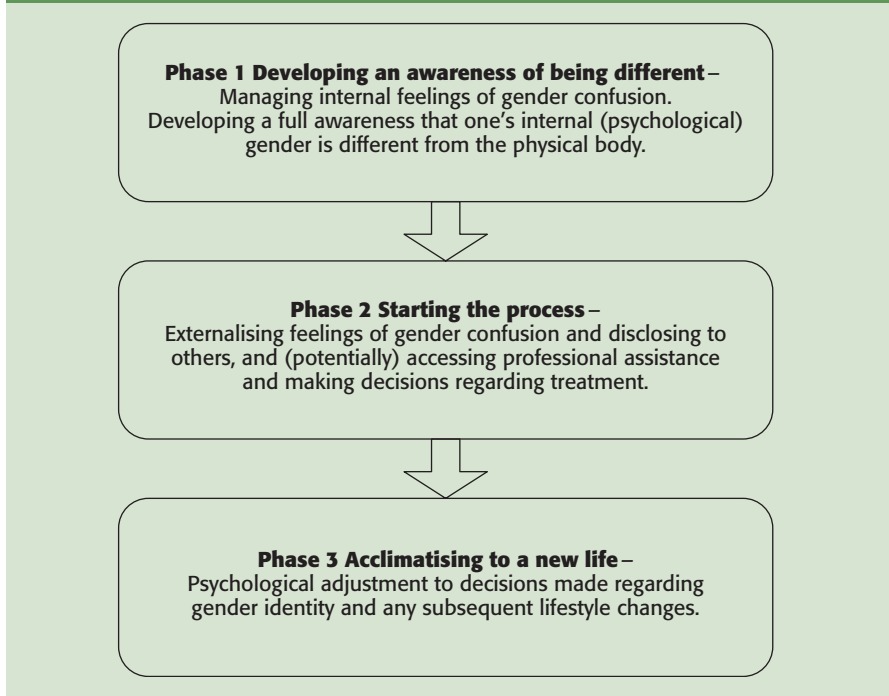 Phase 1 Developing an awareness of being different –
Managing internal feelings of gender confusion.
Developing a full awareness that one’s internal (psychological)
gender is different from the physical body.
Phase 2 Starting the process –
Externalising feelings of gender confusion and disclosing to
others, and (potentially) accessing professional assistance
and making decisions regarding treatment.
Phase 3 Acclimatising to a new life –
Psychological adjustment to decisions made regarding
gender identity and any subsequent lifestyle changes.